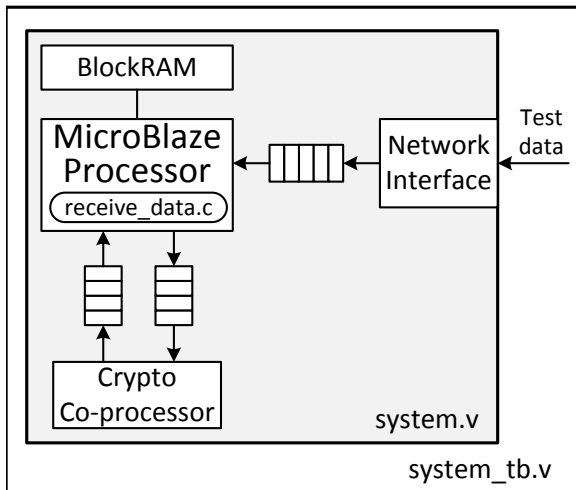 BlockRAM
MicroBlaze
Processor
receive_data.c
Network
Interface
Test
data
Crypto
Co-processor
system.v
system_tb.v